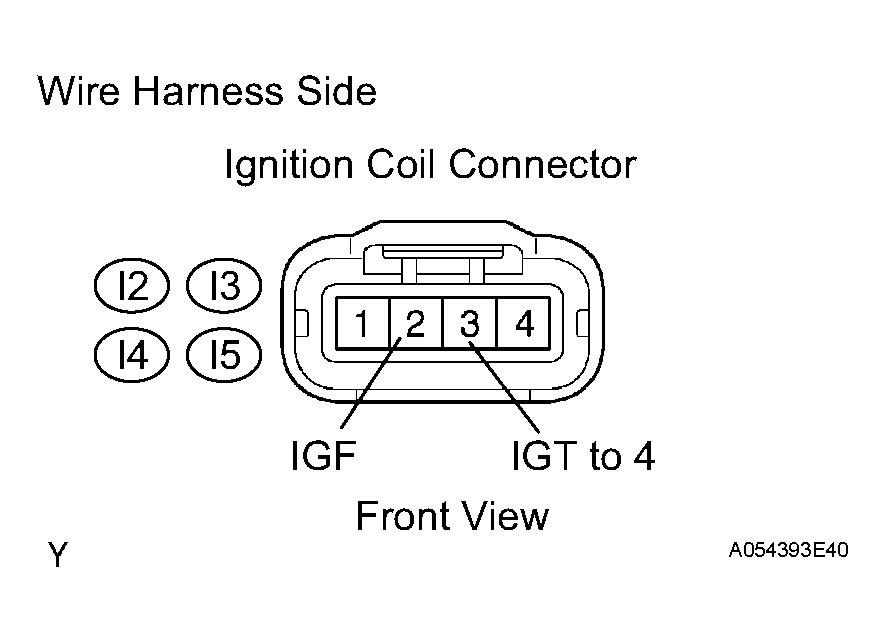 Wire Harness Side
Ignition Coil Connector
I2 I3
I4 I5
1 2 3 4
IGF
IGT to 4
Front View
Y
A054393E40